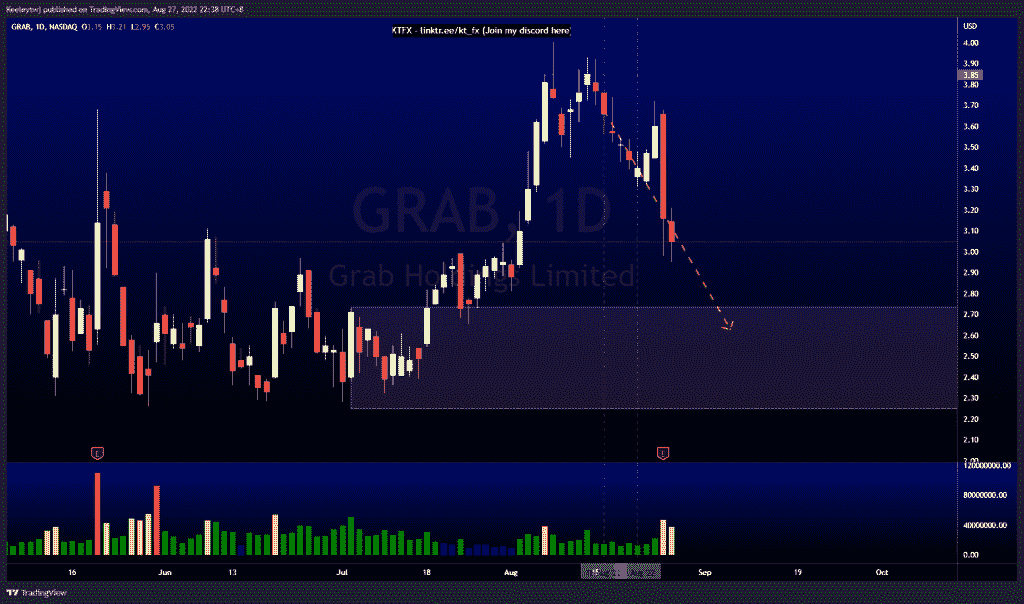 Keeleytwj published on TradingView.com, Aug 27, 2022 22:38 UTC+8
GRAB, 1D, NASDAQ O3.15 H3.21 L2.95 C3.05
KTFX - linktr.ee/kt_fx (Join my discord here)
USD
4.00
3.90
3.85
3.80
3.70
3.60
3.50
3.40
3.30
3.20
3.10
3.00
2.90
2.80
2.70
2.60
2.50
2.40
2.30
2.20
2.10
2.00
GRAB, 1D
Grab Holdings Limited
E
E
120000000.00
80000000.00
40000000.00
0.00
16 Jun 13 Jul 18 Aug 15 Sep 19 Oct
TradingView